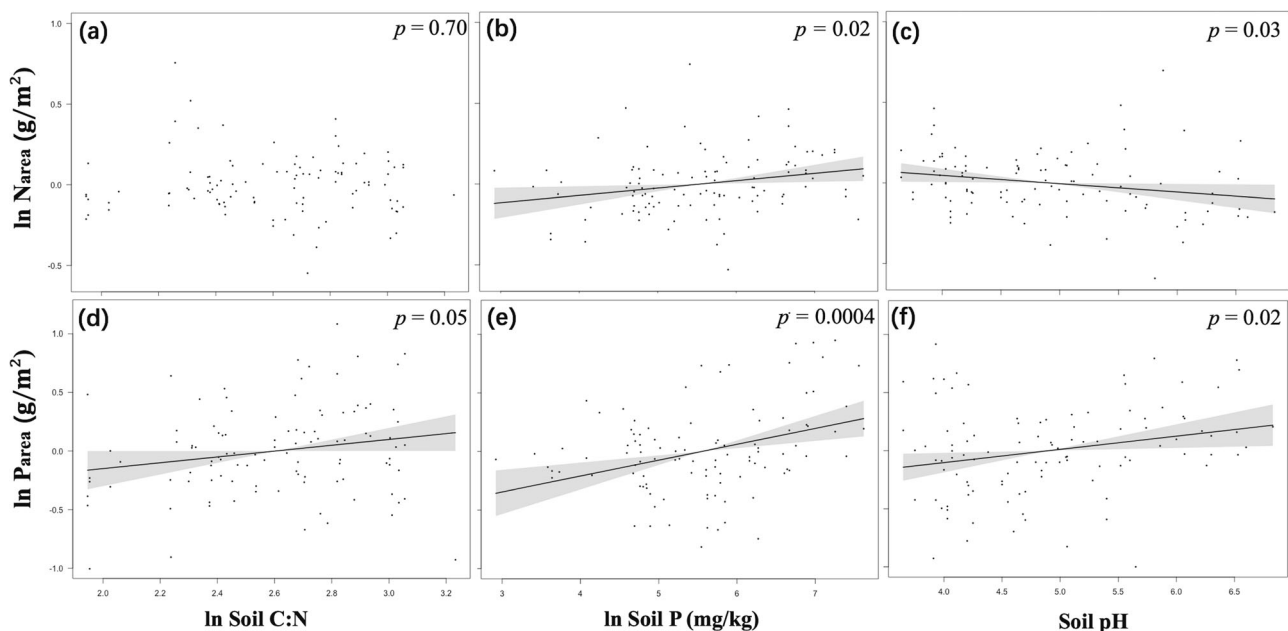 (a) p = 0.70 (b) p = 0.02 (c) p = 0.03
ln Narea (g/m²)
1.0
0.5
0.0
-0.5
(d) p = 0.05 (e) p = 0.0004 (f) p = 0.02
ln Parea (g/m²)
1.0
0.5
0.0
-0.5
-1.0
2.0 2.2 2.4 2.6 2.8 3.0 3.2 3 4 5 6 7 4.0 4.5 5.0 5.5 6.0 6.5
ln Soil C:N ln Soil P (mg/kg) Soil pH